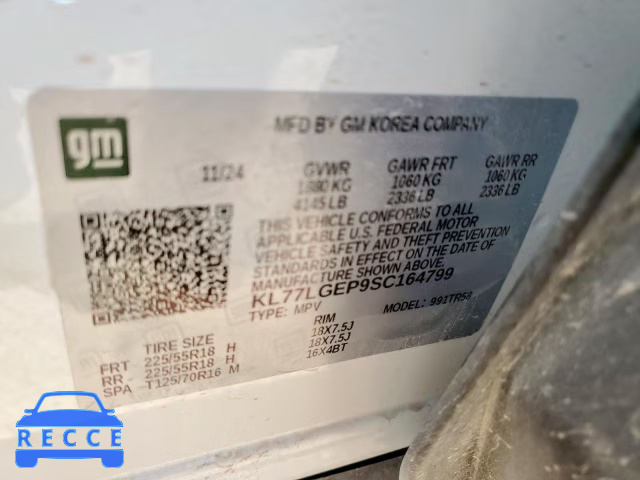 gm
MFD BY GM KOREA COMPANY
11/24 GVWR GAWR FRT GAWR RR
1880 KG 1060 KG 1060 KG
4145 LB 2336 LB 2336 LB
THIS VEHICLE CONFORMS TO ALL
APPLICABLE U.S. FEDERAL MOTOR
VEHICLE SAFETY AND THEFT PREVENTION
STANDARDS IN EFFECT ON THE DATE OF
KL77LGEP9SC164799
TYPE: MPV MODEL: 991TR58
TIRE SIZE RIM
FRT 225/55R18 H 18X7.5J
RR 225/55R18 H 18X7.5J
SPA T125/70R16 M 16X4BT
RECCE